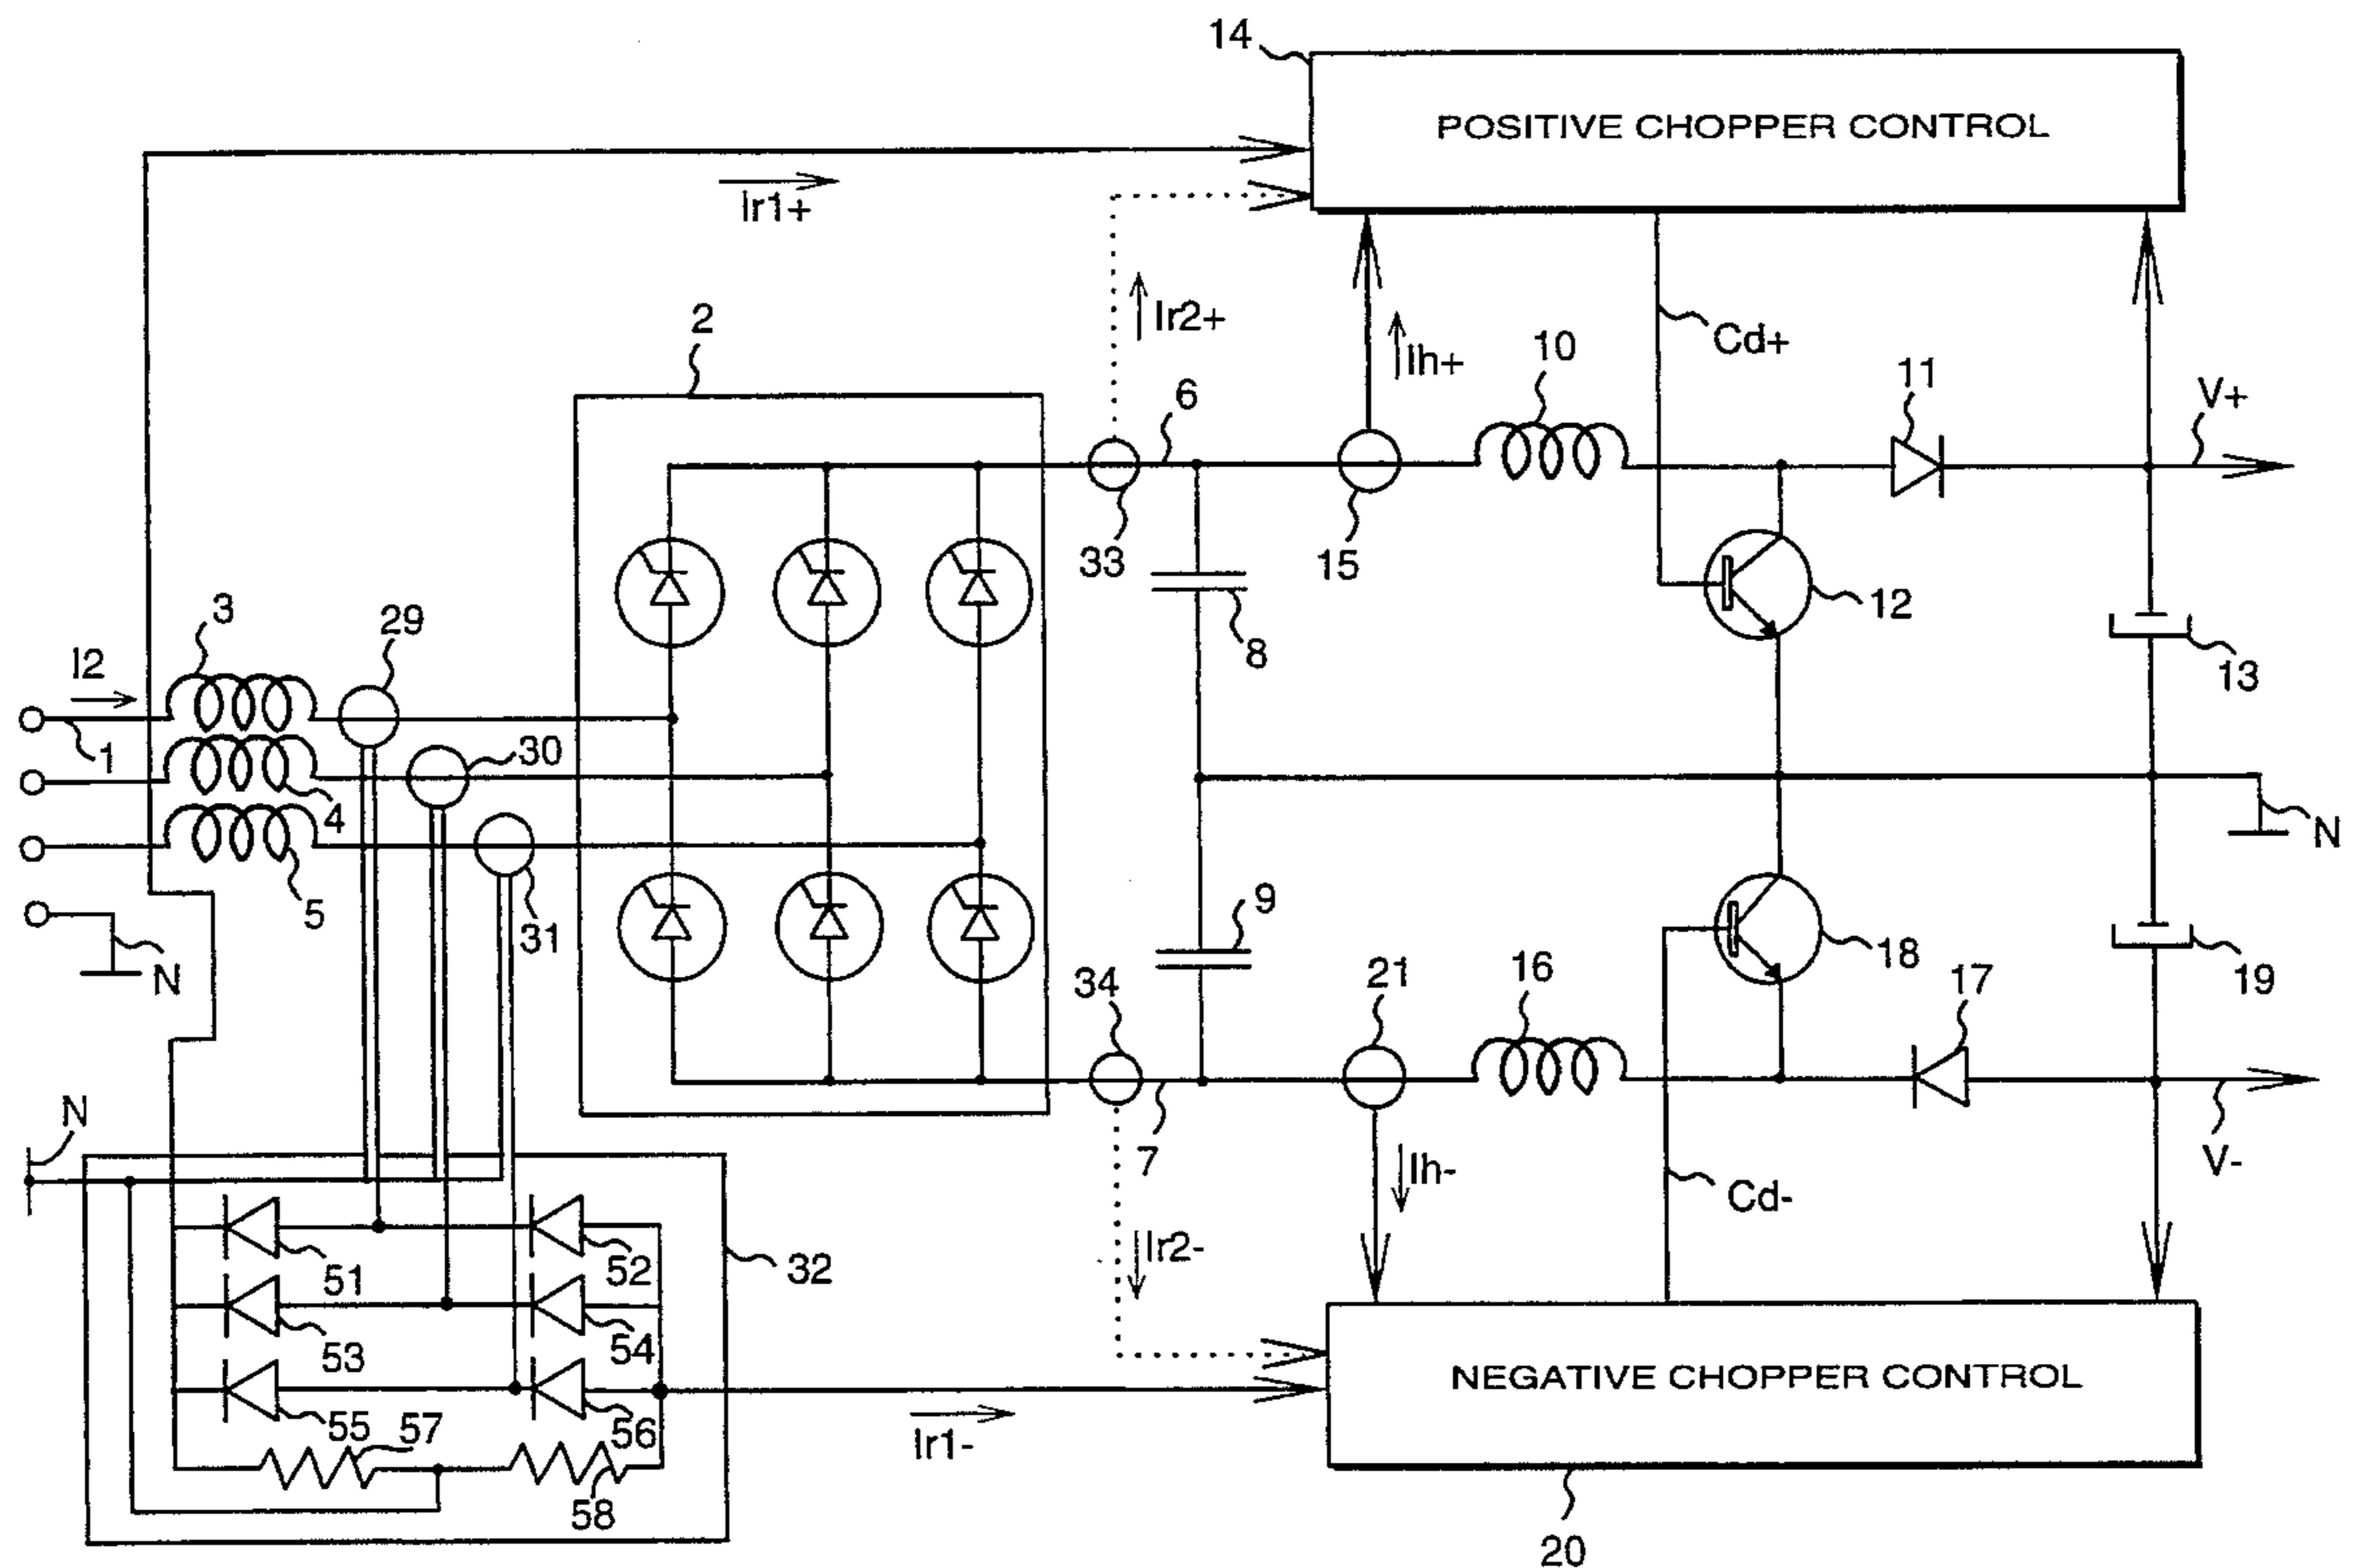 14
POSITIVE CHOPPER CONTROL
Ir1+
2
Ir2+
Ih+
Cd+
10
11
V+
6
33
15
12
8
13
3
29
I2
1
30
4
5
31
N
N
9
34
21
16
18
17
19
7
N
Ih-
Cd-
V-
Ir2-
51
52
32
53
54
55
57
56
58
Ir1-
NEGATIVE CHOPPER CONTROL
20